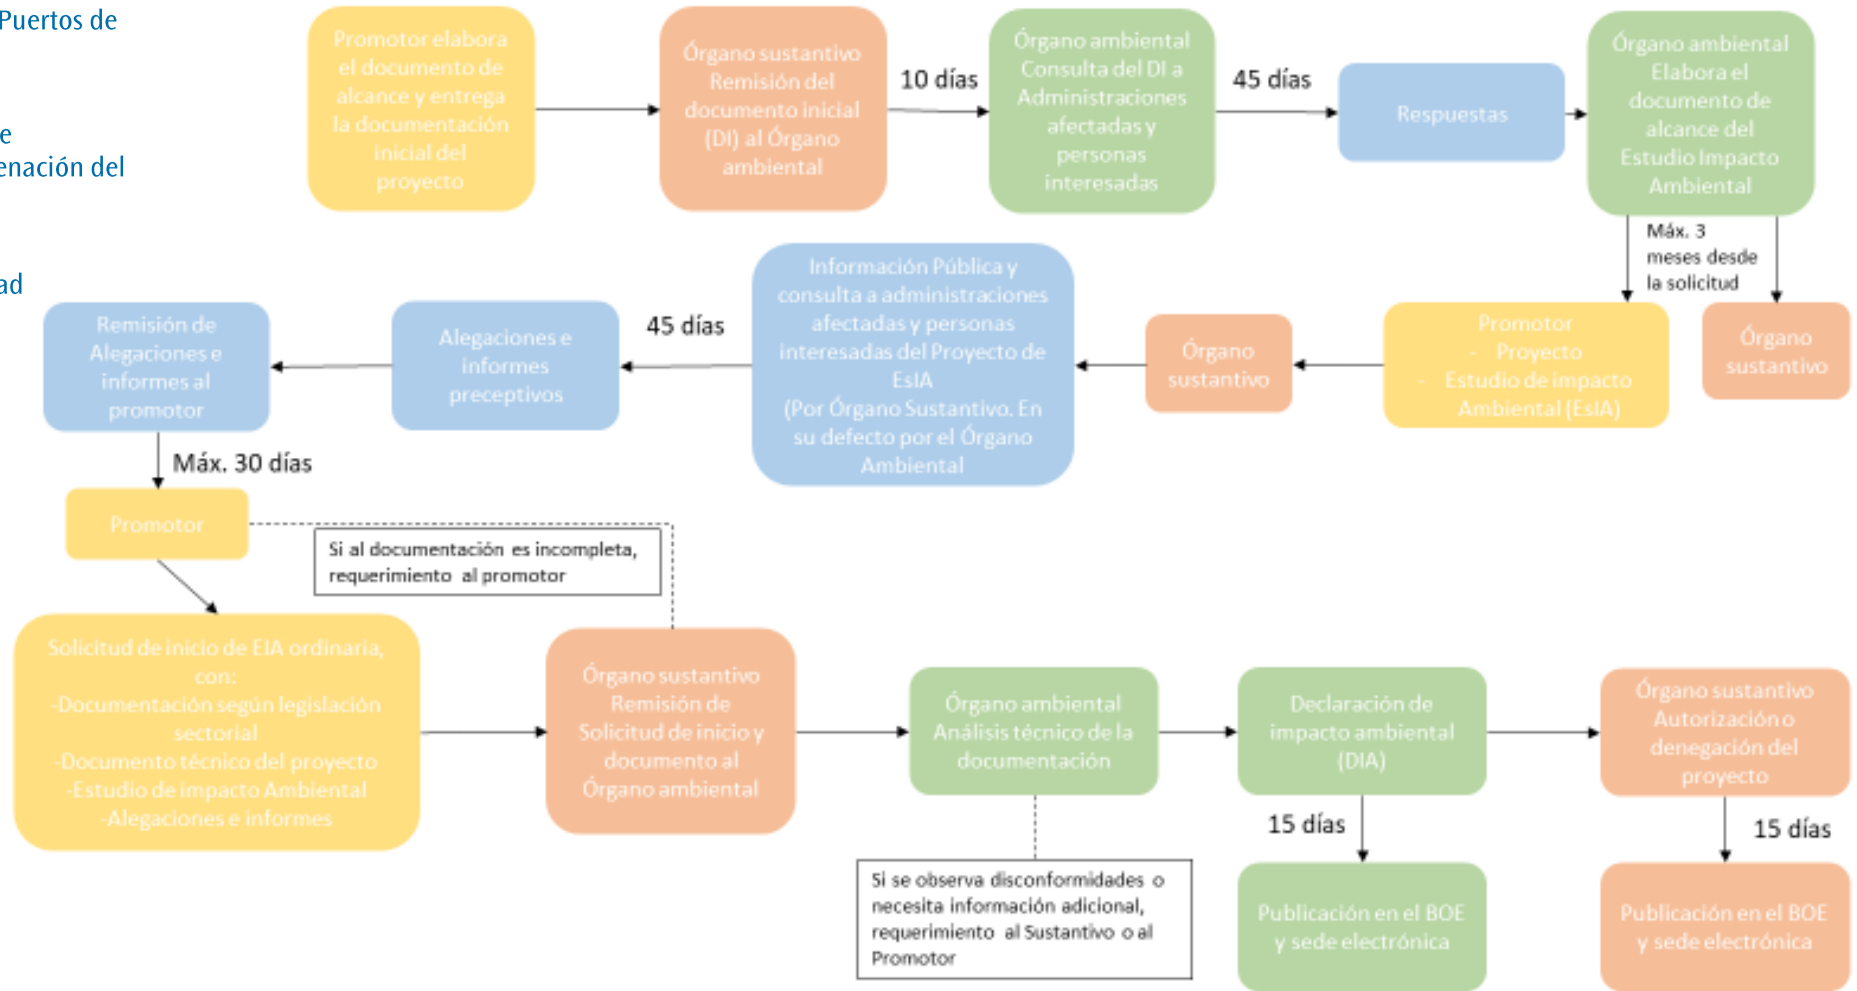 Puertos de
e
enación del
ad
Promotor elabora
el documento de
alcance y entrega
la documentación
inicial del
proyecto
Órgano sustantivo
Remisión del
documento inicial
(DI) al Órgano
ambiental
10 días
Órgano ambiental
Consulta del DI a
Administraciones
afectadas y
personas
interesadas
45 días
Respuestas
Órgano ambiental
Elabora el
documento de
alcance del
Estudio Impacto
Ambiental
Máx. 3
meses desde
la solicitud
Órgano
sustantivo
Promotor
- Proyecto
- Estudio de impacto
Ambiental (EsIA)
Órgano
sustantivo
Información Pública y
consulta a administraciones
afectadas y personas
interesadas del Proyecto de
EsIA
(Por Órgano Sustantivo. En
su defecto por el Órgano
Ambiental
45 días
Alegaciones e
informes
preceptivos
Remisión de
Alegaciones e
informes al
promotor
Máx. 30 días
Promotor
Si al documentación es incompleta,
requerimiento al promotor
Solicitud de inicio de EIA ordinaria,
con:
-Documentación según legislación
sectorial
-Documento técnico del proyecto
-Estudio de impacto Ambiental
-Alegaciones e informes
Órgano sustantivo
Remisión de
Solicitud de inicio y
documento al
Órgano ambiental
Órgano ambiental
Análisis técnico de la
documentación
Si se observa disconformidades o
necesita información adicional,
requerimiento al Sustantivo o al
Promotor
Declaración de
impacto ambiental
(DIA)
15 días
Publicación en el BOE
y sede electrónica
Órgano sustantivo
Autorización o
denegación del
proyecto
15 días
Publicación en el BOE
y sede electrónica